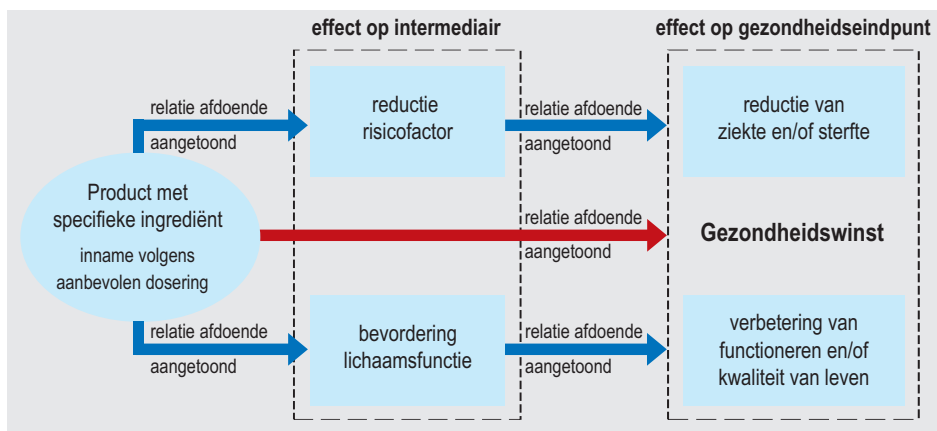 effect op intermediair
effect op gezondheidseindpunt
relatie afdoende
aangetoond
reductie
risicofactor
relatie afdoende
aangetoond
reductie van
ziekte en/of sterfte
Product met
specifieke ingrediënt
inname volgens
aanbevolen dosering
relatie afdoende
aangetoond
Gezondheidswinst
relatie afdoende
aangetoond
bevordering
lichaamsfunctie
relatie afdoende
aangetoond
verbetering van
functioneren en/of
kwaliteit van leven